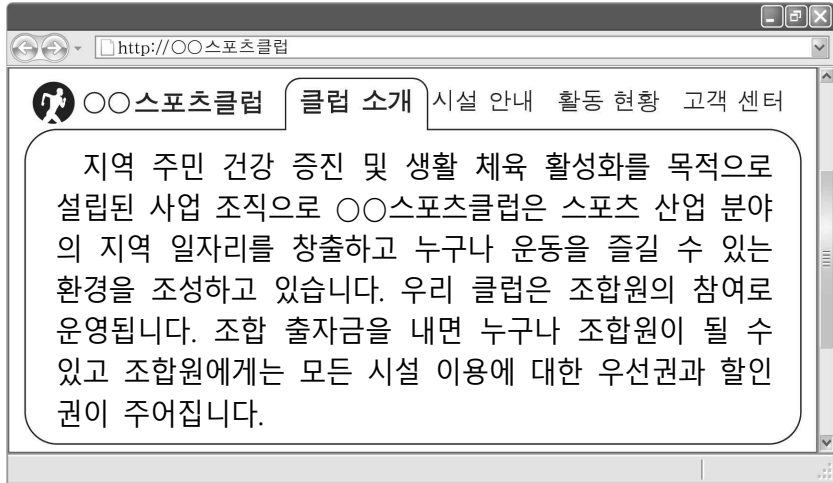 http://○○스포츠클럽
○○스포츠클럽 클럽 소개 시설 안내 활동 현황 고객 센터
지역 주민 건강 증진 및 생활 체육 활성화를 목적으로
설립된 사업 조직으로 ○○스포츠클럽은 스포츠 산업 분야
의 지역 일자리를 창출하고 누구나 운동을 즐길 수 있는
환경을 조성하고 있습니다. 우리 클럽은 조합원의 참여로
운영됩니다. 조합 출자금을 내면 누구나 조합원이 될 수
있고 조합원에게는 모든 시설 이용에 대한 우선권과 할인
권이 주어집니다.